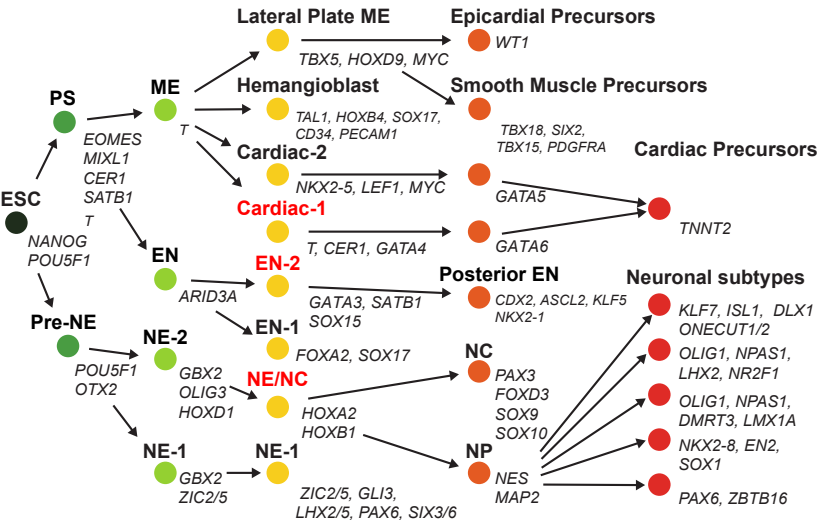 Lateral Plate ME
TBX5, HOXD9, MYC
Epicardial Precursors
WT1
PS
EOMES
MIXL1
CER1
SATB1
T
ME
T
Hemangioblast
TAL1, HOXB4, SOX17,
CD34, PECAM1
Smooth Muscle Precursors
TBX18, SIX2,
TBX15, PDGFRA
Cardiac-2
NKX2-5, LEF1, MYC
GATA5
Cardiac Precursors
TNNT2
ESC
NANOG
POU5F1
Cardiac-1
T, CER1, GATA4
GATA6
EN
ARID3A
EN-2
GATA3, SATB1
SOX15
Posterior EN
CDX2, ASCL2, KLF5
NKX2-1
EN-1
FOXA2, SOX17
Pre-NE
POU5F1
OTX2
NE-2
GBX2
OLIG3
HOXD1
NE/NC
HOXA2
HOXB1
NC
PAX3
FOXD3
SOX9
SOX10
NE-1
GBX2
ZIC2/5
NE-1
ZIC2/5, GLI3,
LHX2/5, PAX6, SIX3/6
NP
NES
MAP2
Neuronal subtypes
KLF7, ISL1, DLX1
ONECUT1/2
OLIG1, NPAS1,
LHX2, NR2F1
OLIG1, NPAS1,
DMRT3, LMX1A
NKX2-8, EN2,
SOX1
PAX6, ZBTB16